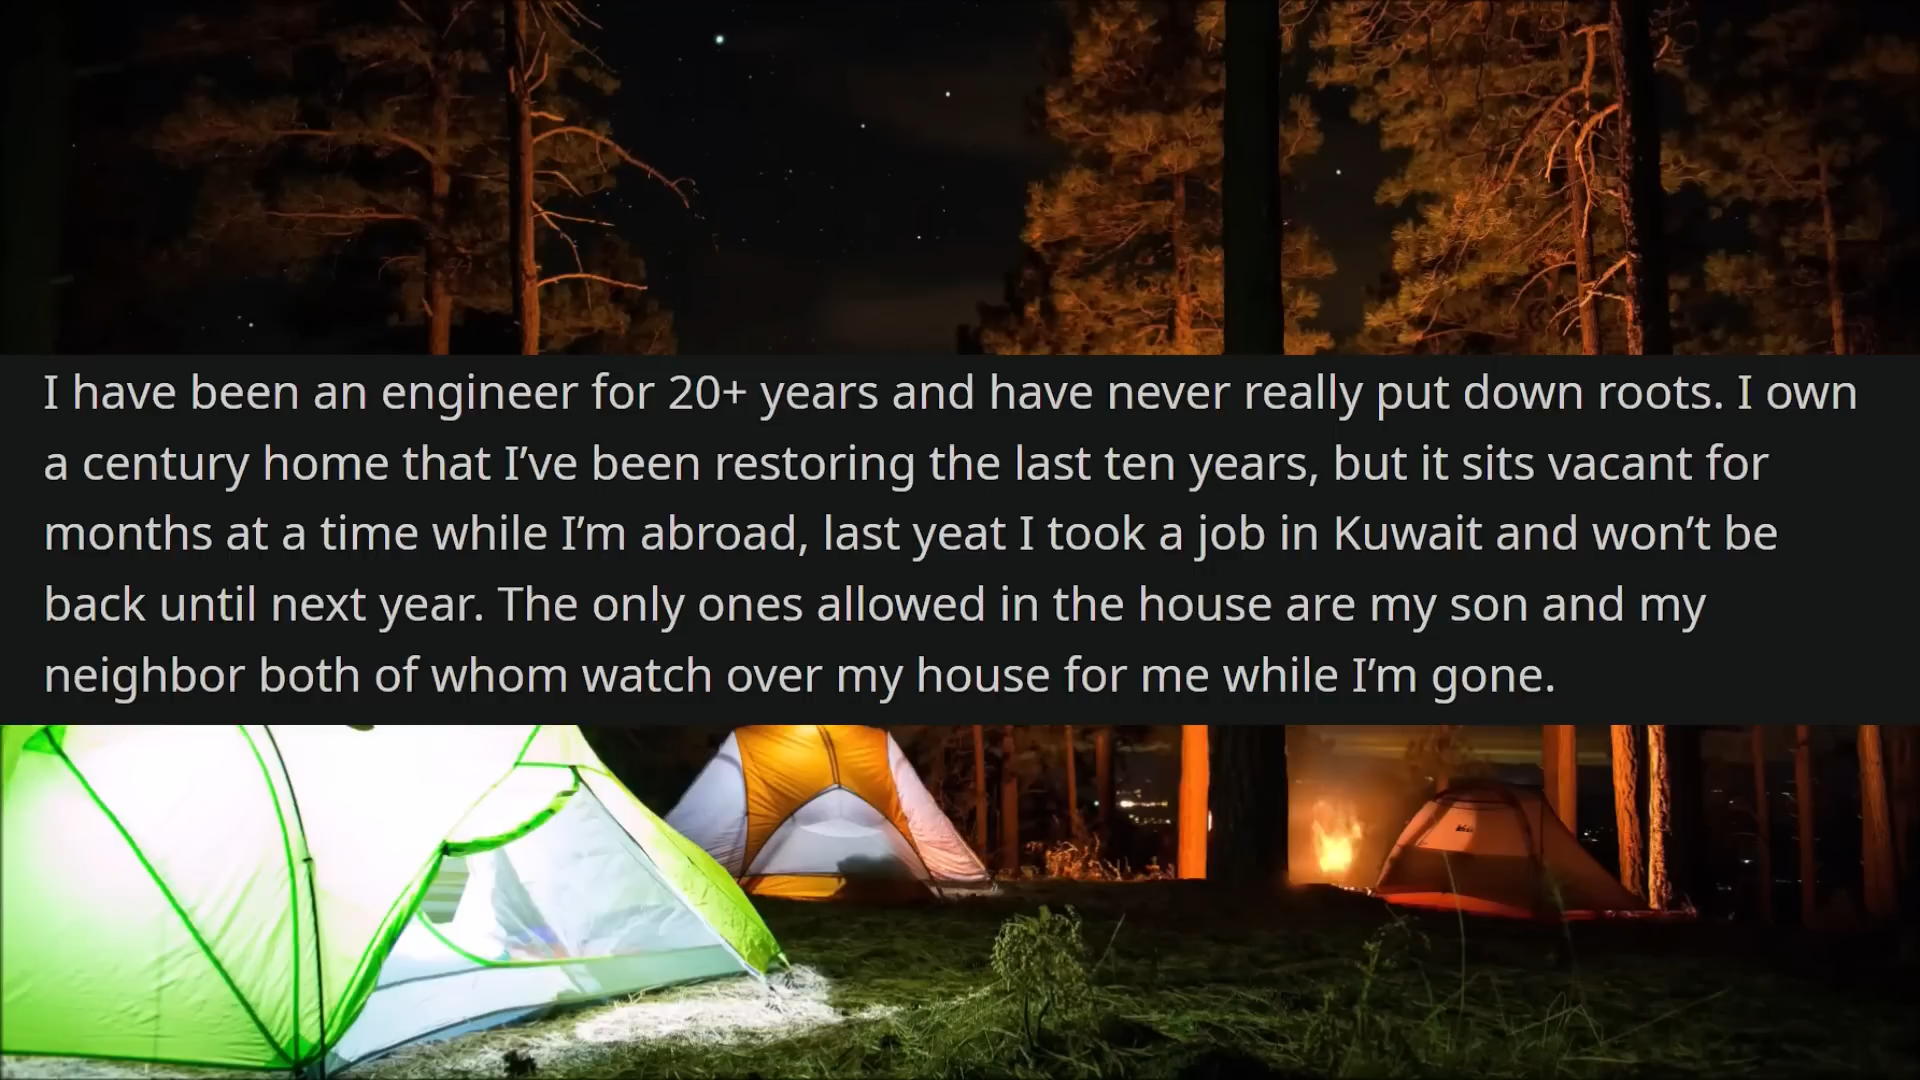 I have been an engineer for 20+ years and have never really put down roots. I own
a century home that I’ve been restoring the last ten years, but it sits vacant for
months at a time while I’m abroad, last yeat I took a job in Kuwait and won’t be
back until next year. The only ones allowed in the house are my son and my
neighbor both of whom watch over my house for me while I’m gone.